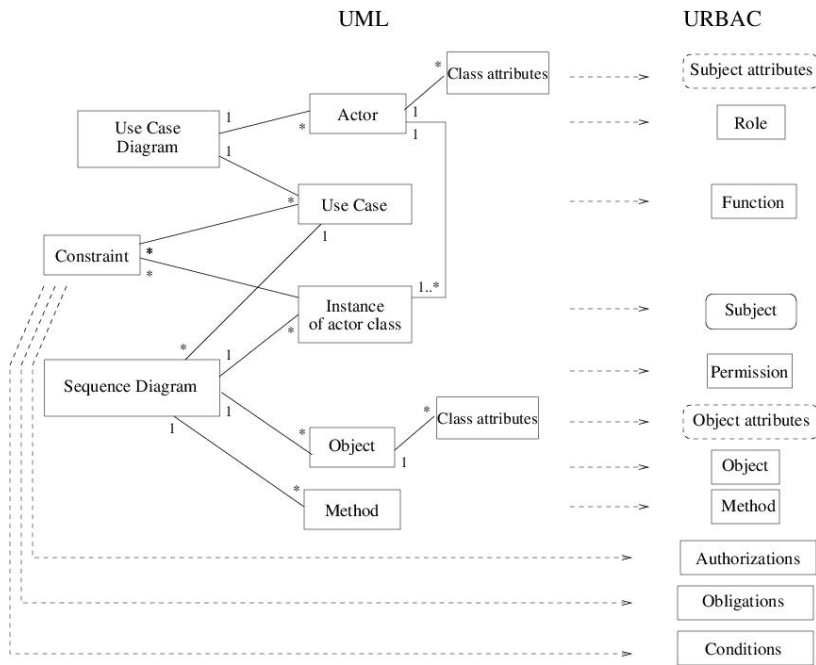 UML
URBAC
* Class attributes
Subject attributes
1
Actor
1
Role
Use Case
Diagram
*
1
1
* Use Case
Function
1
Constraint
*
*
1..*
Instance
of actor class
Subject
*
*
1
Sequence Diagram
Permission
* Class attributes
Object attributes
1
*
1
Object
1
Object
*
Method
Method
Authorizations
Obligations
Conditions